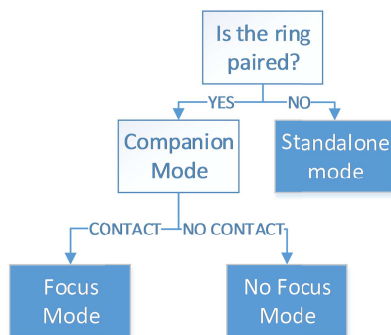 Is the ring
paired?
YES
NO
Companion
Mode
Standalone
mode
CONTACT
NO CONTACT
Focus
Mode
No Focus
Mode